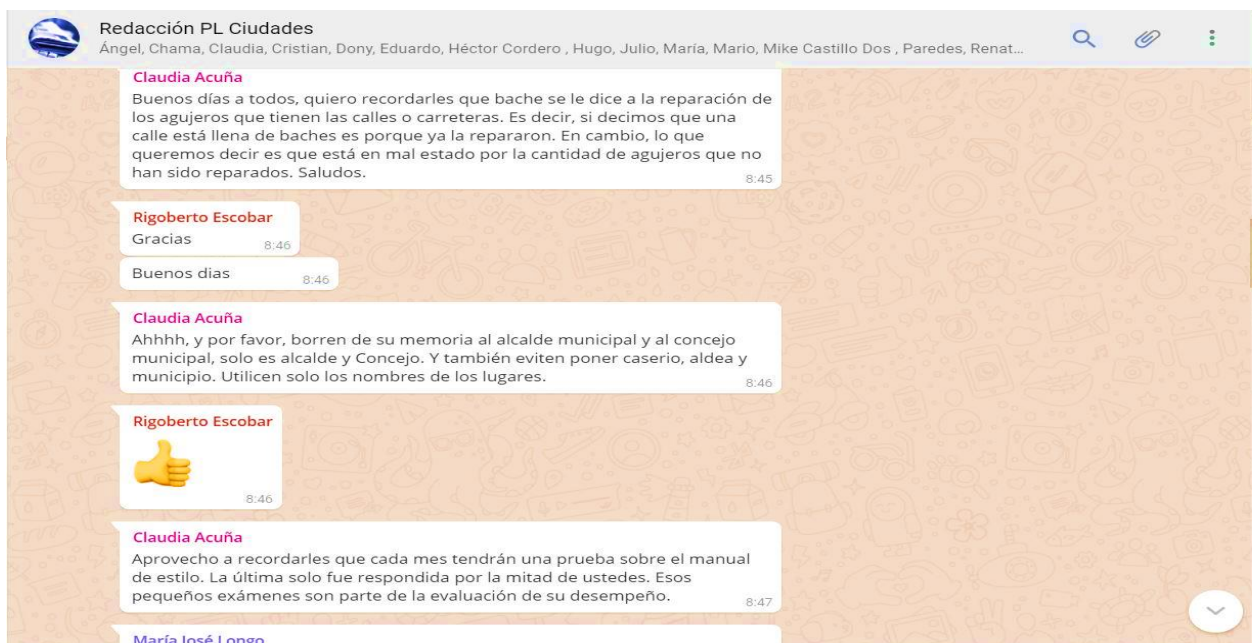 Redacción PL Ciudades
Ángel, Chama, Claudia, Cristian, Dony, Eduardo, Héctor Cordero , Hugo, Julio, María, Mario, Mike Castillo Dos , Paredes, Renat...
Claudia Acuña
Buenos días a todos, quiero recordarles que bache se le dice a la reparación de
los agujeros que tienen las calles o carreteras. Es decir, si decimos que una
calle está llena de baches es porque ya la repararon. En cambio, lo que
queremos decir es que está en mal estado por la cantidad de agujeros que no
han sido reparados. Saludos.
8:45
Rigoberto Escobar
Gracias
8:46
Buenos dias
8:46
Claudia Acuña
Ahhhh, y por favor, borren de su memoria al alcalde municipal y al concejo
municipal, solo es alcalde y Concejo. Y también eviten poner caserio, aldea y
municipio. Utilicen solo los nombres de los lugares.
8:46
Rigoberto Escobar
8:46
Claudia Acuña
Aprovecho a recordarles que cada mes tendrán una prueba sobre el manual
de estilo. La última solo fue respondida por la mitad de ustedes. Esos
pequeños exámenes son parte de la evaluación de su desempeño.
8:47
María José Longo